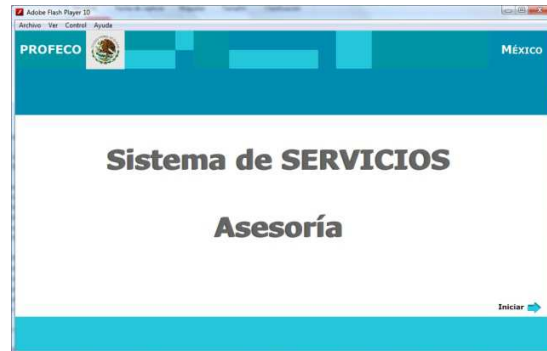 Adobe Flash Player 10
Archivo Ver Control Ayuda
PROFECO
MÉXICO
Sistema de SERVICIOS
Asesoría
Iniciar